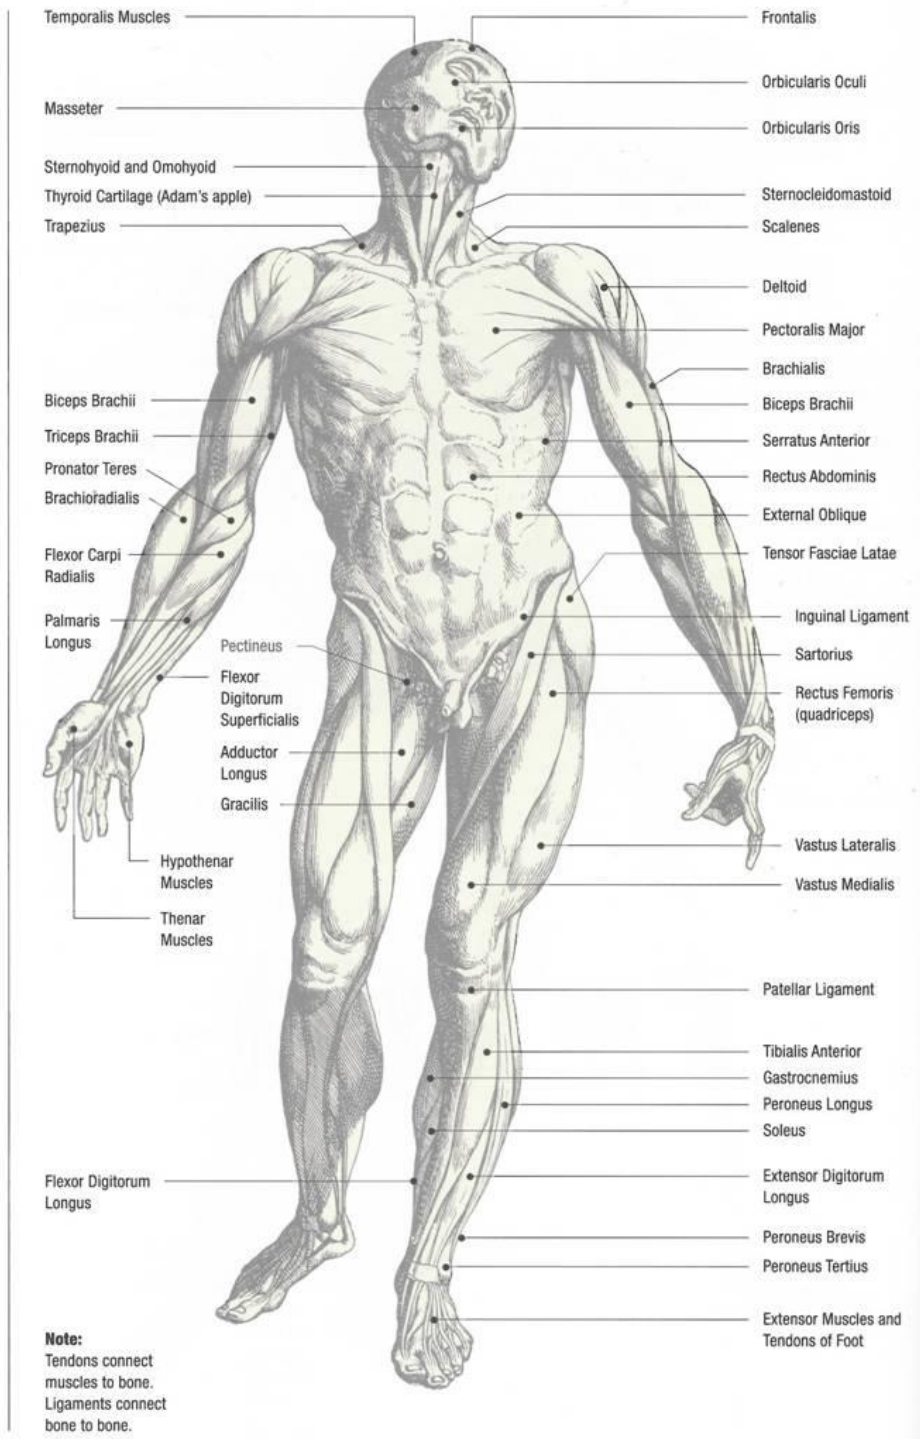 Temporalis Muscles
Masseter
Sternohyoid and Omohyoid
Thyroid Cartilage (Adam's apple)
Trapezius
Biceps Brachii
Triceps Brachii
Pronator Teres
Brachioradialis
Flexor Carpi
Radialis
Palmaris
Longus
Pectineus
Flexor
Digitorum
Superficialis
Adductor
Longus
Gracilis
Hypothenar
Muscles
Thenar
Muscles
Flexor Digitorum
Longus
Note:
Tendons connect
muscles to bone.
Ligaments connect
bone to bone.
Frontalis
Orbicularis Oculi
Orbicularis Oris
Sternocleidomastoid
Scalenes
Deltoid
Pectoralis Major
Brachialis
Biceps Brachii
Serratus Anterior
Rectus Abdominis
External Oblique
Tensor Fasciae Latae
Inguinal Ligament
Sartorius
Rectus Femoris
(quadriceps)
Vastus Lateralis
Vastus Medialis
Patellar Ligament
Tibialis Anterior
Gastrocnemius
Peroneus Longus
Soleus
Extensor Digitorum
Longus
Peroneus Brevis
Peroneus Tertius
Extensor Muscles and
Tendons of Foot